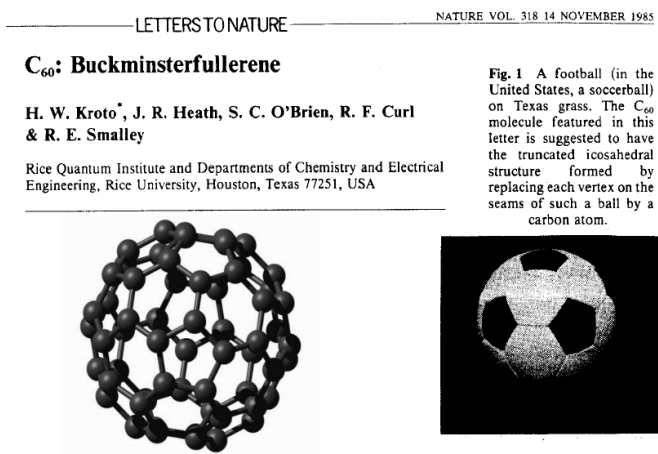 LETTERS TO NATURE
NATURE VOL. 318 14 NOVEMBER 1985
C₆₀: Buckminsterfullerene
H. W. Kroto*, J. R. Heath, S. C. O'Brien, R. F. Curl
& R. E. Smalley
Rice Quantum Institute and Departments of Chemistry and Electrical
Engineering, Rice University, Houston, Texas 77251, USA
Fig. 1 A football (in the
United States, a soccerball)
on Texas grass. The C₆₀
molecule featured in this
letter is suggested to have
the truncated icosahedral
structure formed by
replacing each vertex on the
seams of such a ball by a
carbon atom.